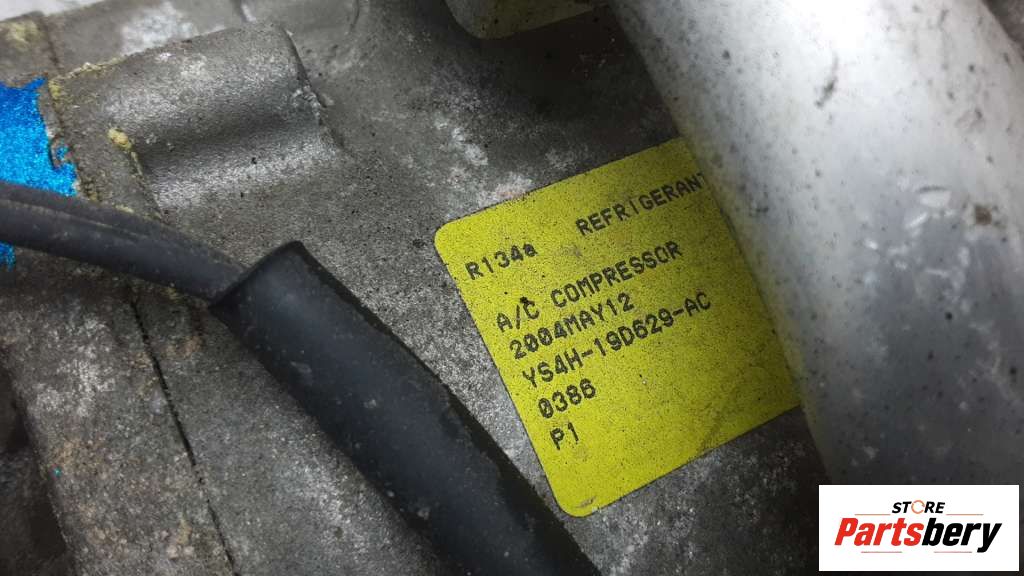 R134a REFRIGERANT
A/C COMPRESSOR
2004MAY12
YS4H-19D629-AC
0386
P1
STORE
Partsbery